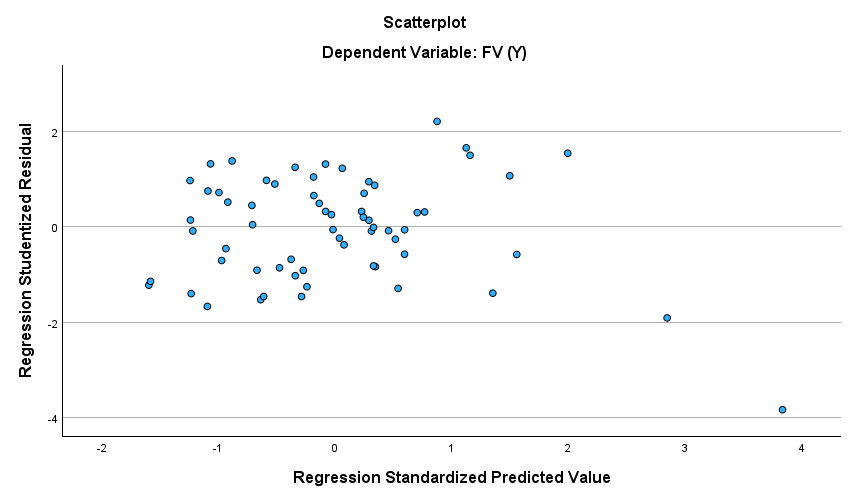 Scatterplot
Dependent Variable: FV (Y)
Regression Studentized Residual
2
0
-2
-4
-2 -1 0 1 2 3 4
Regression Standardized Predicted Value